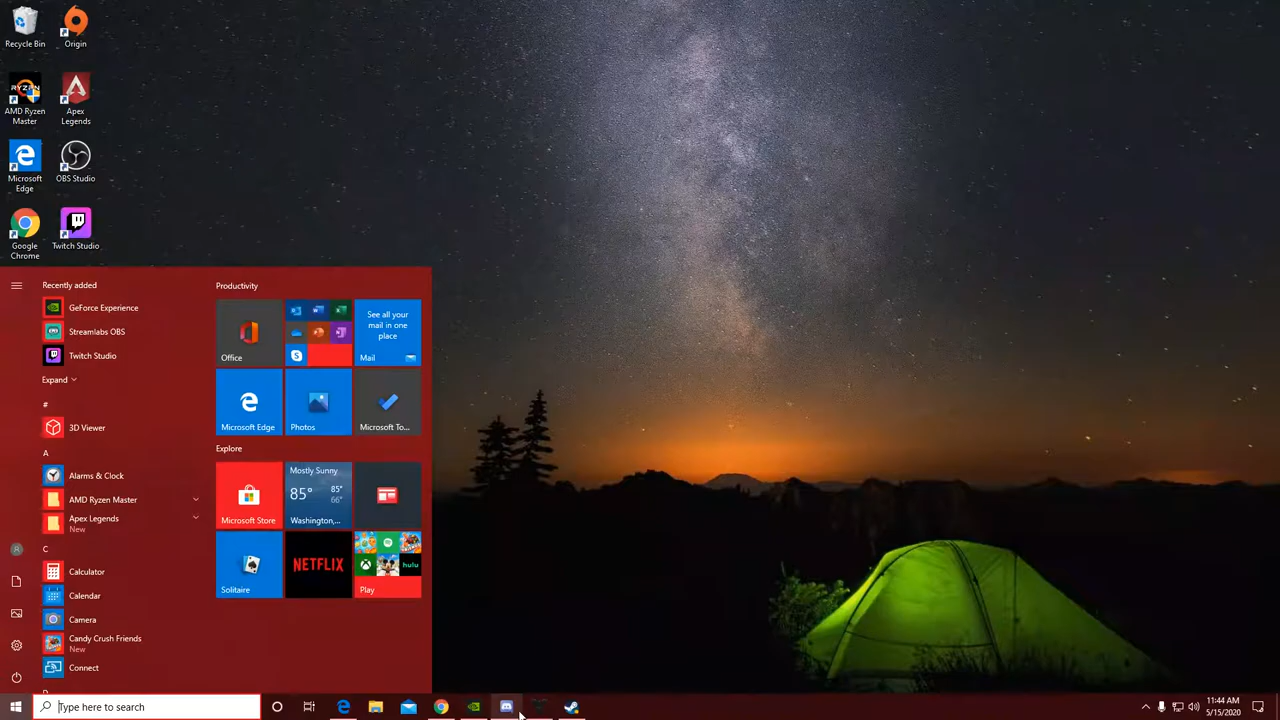 Recycle Bin
Origin
RYZEN
AMD Ryzen
Master
Apex
Legends
Microsoft
Edge
OBS Studio
Google
Chrome
Twitch Studio
Recently added
GeForce Experience
Streamlabs OBS
Twitch Studio
Expand
#
3D Viewer
A
Alarms & Clock
AMD Ryzen Master
Apex Legends
New
C
Calculator
Calendar
Camera
Candy Crush Friends
New
Connect
Productivity
Office
See all your
mail in one
place
Mail
Microsoft Edge
Photos
Microsoft To...
Explore
Microsoft Store
Mostly Sunny
85° 85°
66°
Washington,...
Solitaire
NETFLIX
hulu
Play
Type here to search
11:44 AM
5/15/2020